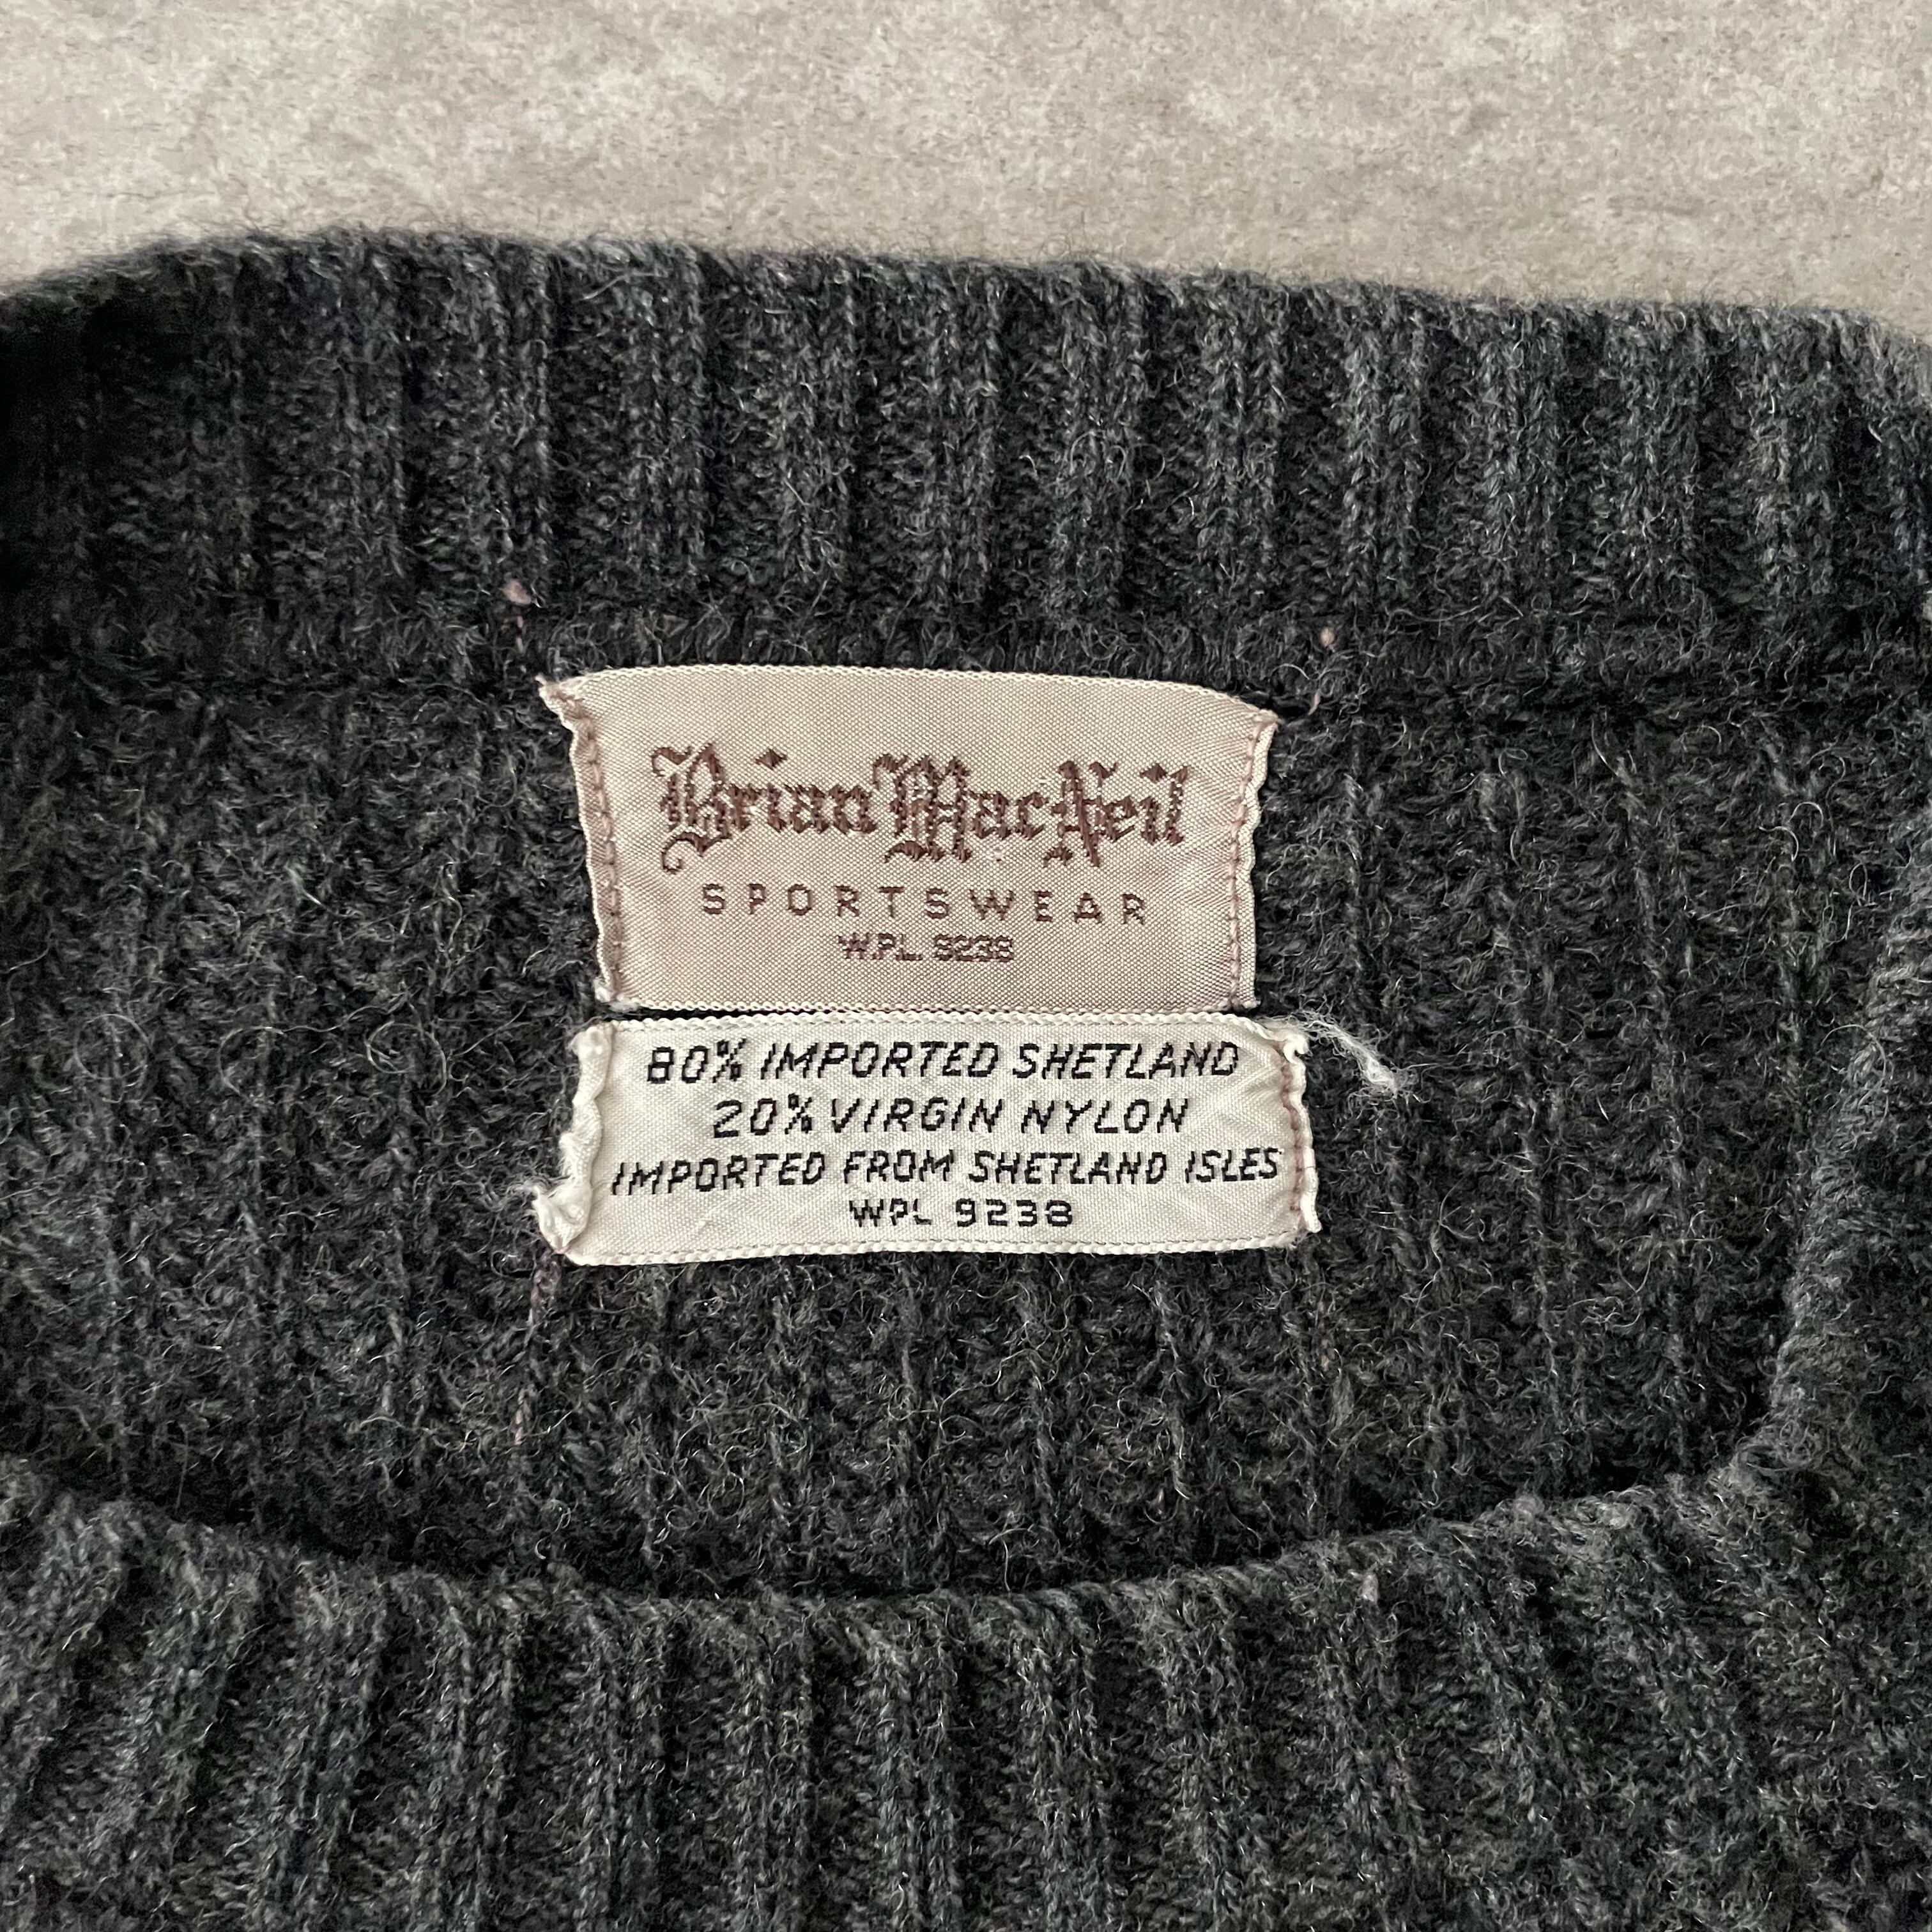 Brian MacNeil
SPORTSWEAR
W.P.L. 9238
80% IMPORTED SHETLAND
20% VIRGIN NYLON
IMPORTED FROM SHETLAND ISLES
WPL 9238